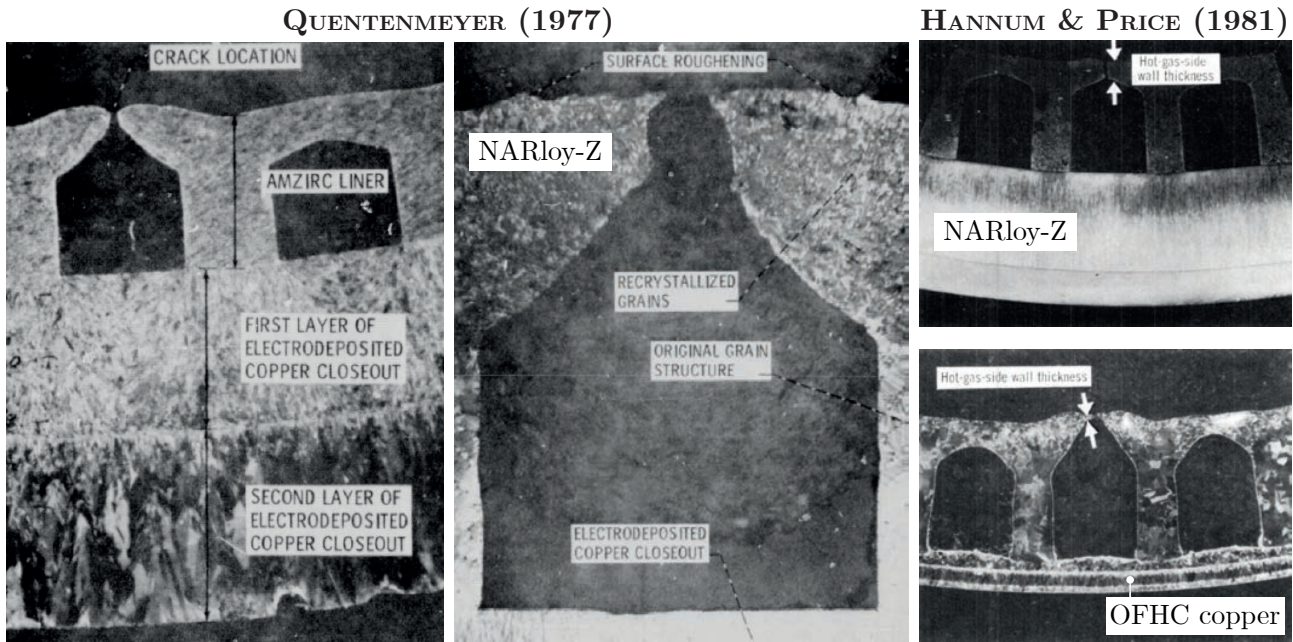 QUENTENMEYER (1977)
HANNUM & PRICE (1981)
CRACK LOCATION
AMZIRC LINER
FIRST LAYER OF
ELECTRODEPOSITED
COPPER CLOSEOUT
SECOND LAYER OF
ELECTRODEPOSITED
COPPER CLOSEOUT
SURFACE ROUGHENING
NARloy-Z
RECRYSTALLIZED
GRAINS
ORIGINAL GRAIN
STRUCTURE
ELECTRODEPOSITED
COPPER CLOSEOUT
Hot-gas-side
wall thickness
NARloy-Z
Hot-gas-side wall thickness
OFHC copper